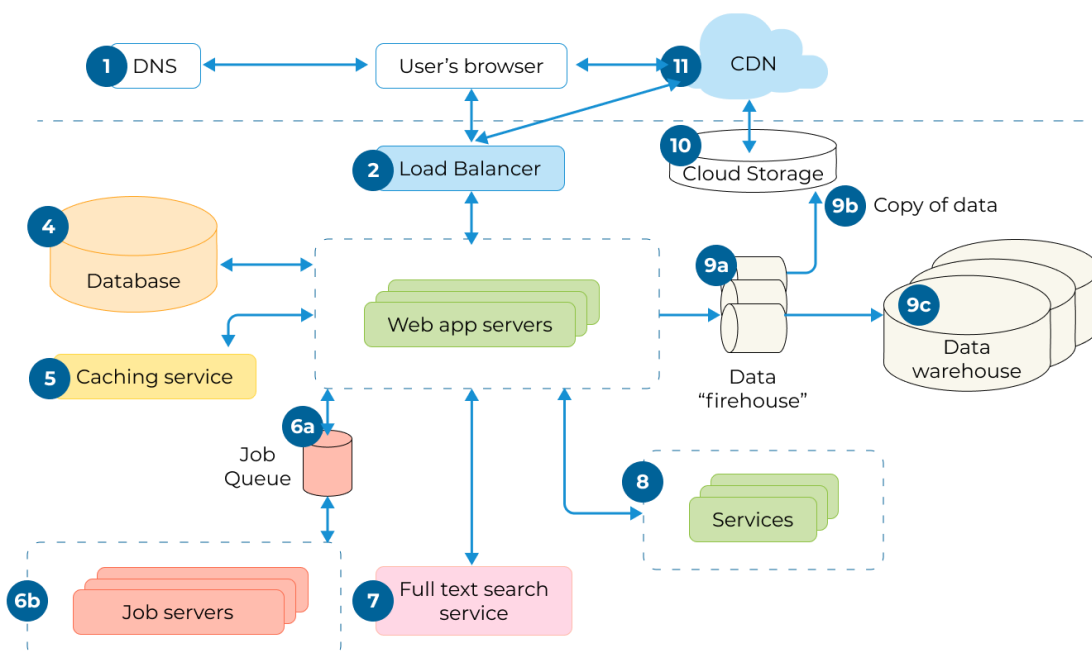 1 DNS
User's browser
11 CDN
2 Load Balancer
10
Cloud Storage
4
Database
9b Copy of data
9a
9c
Web app servers
Data
warehouse
5 Caching service
Data
“firehouse”
6a
Job
Queue
8
Services
6b
Job servers
7
Full text search
service